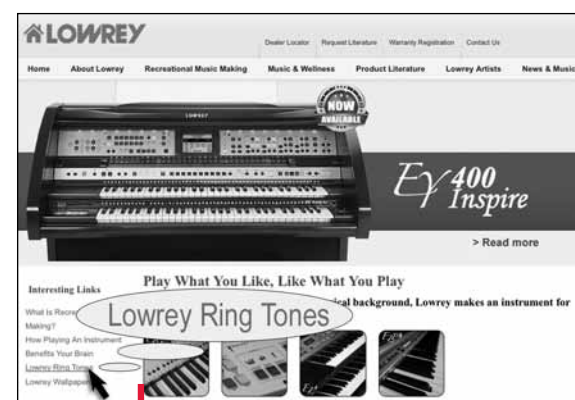 LOWREY
Dealer Locator Request Literature Warranty Registration Contact Us
Home About Lowrey Recreational Music Making Music & Wellness Product Literature Lowrey Artists News & Music
LOWREY
NOW
AVAILABLE
EY 400
Inspire
> Read more
Interesting Links
Play What You Like, Like What You Play
ical background, Lowrey makes an instrument for
What Is Recre
Making?
Lowrey Ring Tones
How Playing An Instrument
Benefits Your Brain
Lowrey Ring Tones
Lowrey Wallpaper